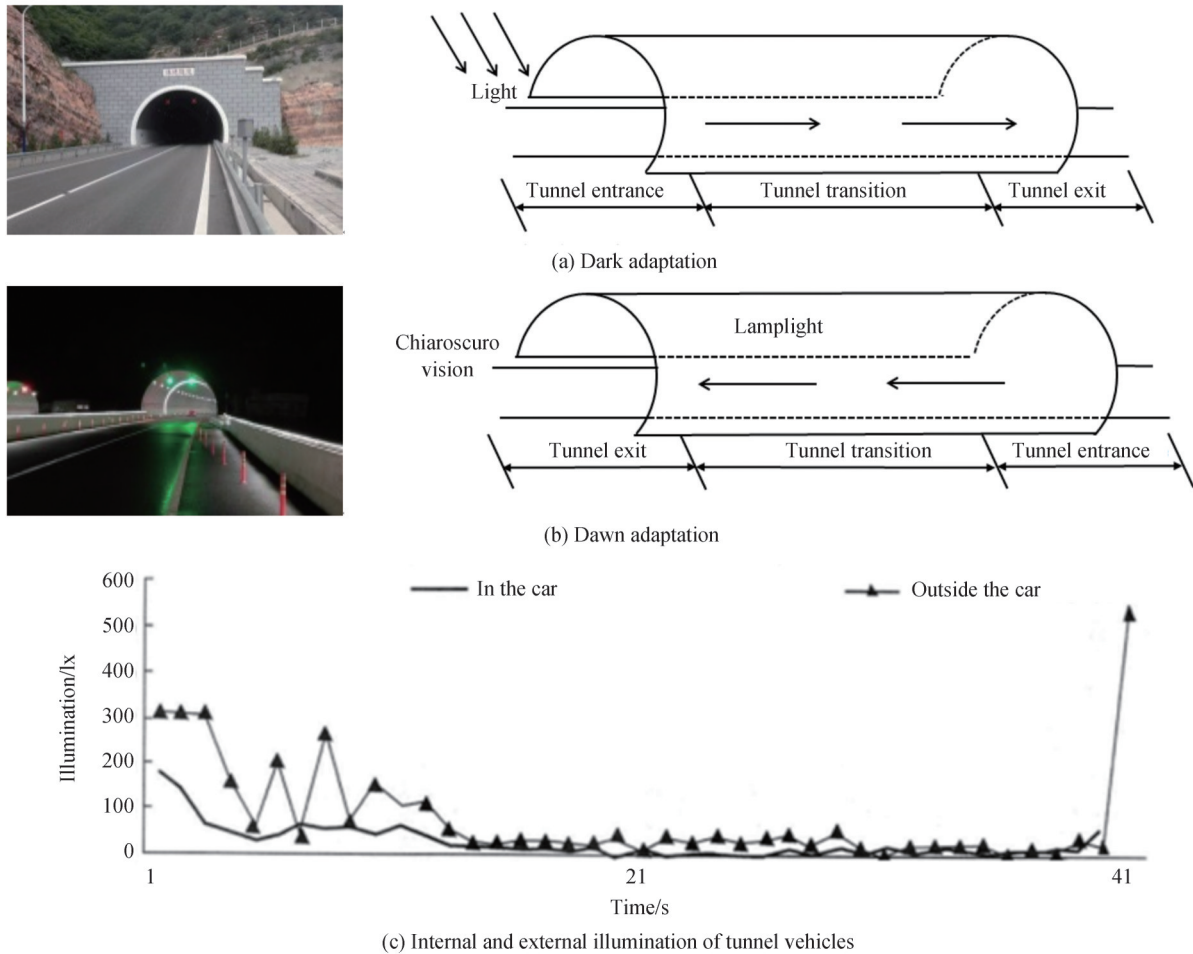 Light
Tunnel entrance
Tunnel transition
Tunnel exit
(a) Dark adaptation
Chiaroscuro
vision
Lamplight
Tunnel exit
Tunnel transition
Tunnel entrance
(b) Dawn adaptation
In the car
Outside the car
Illumination/lx
600
500
400
300
200
100
0
1
21
41
Time/s
(c) Internal and external illumination of tunnel vehicles